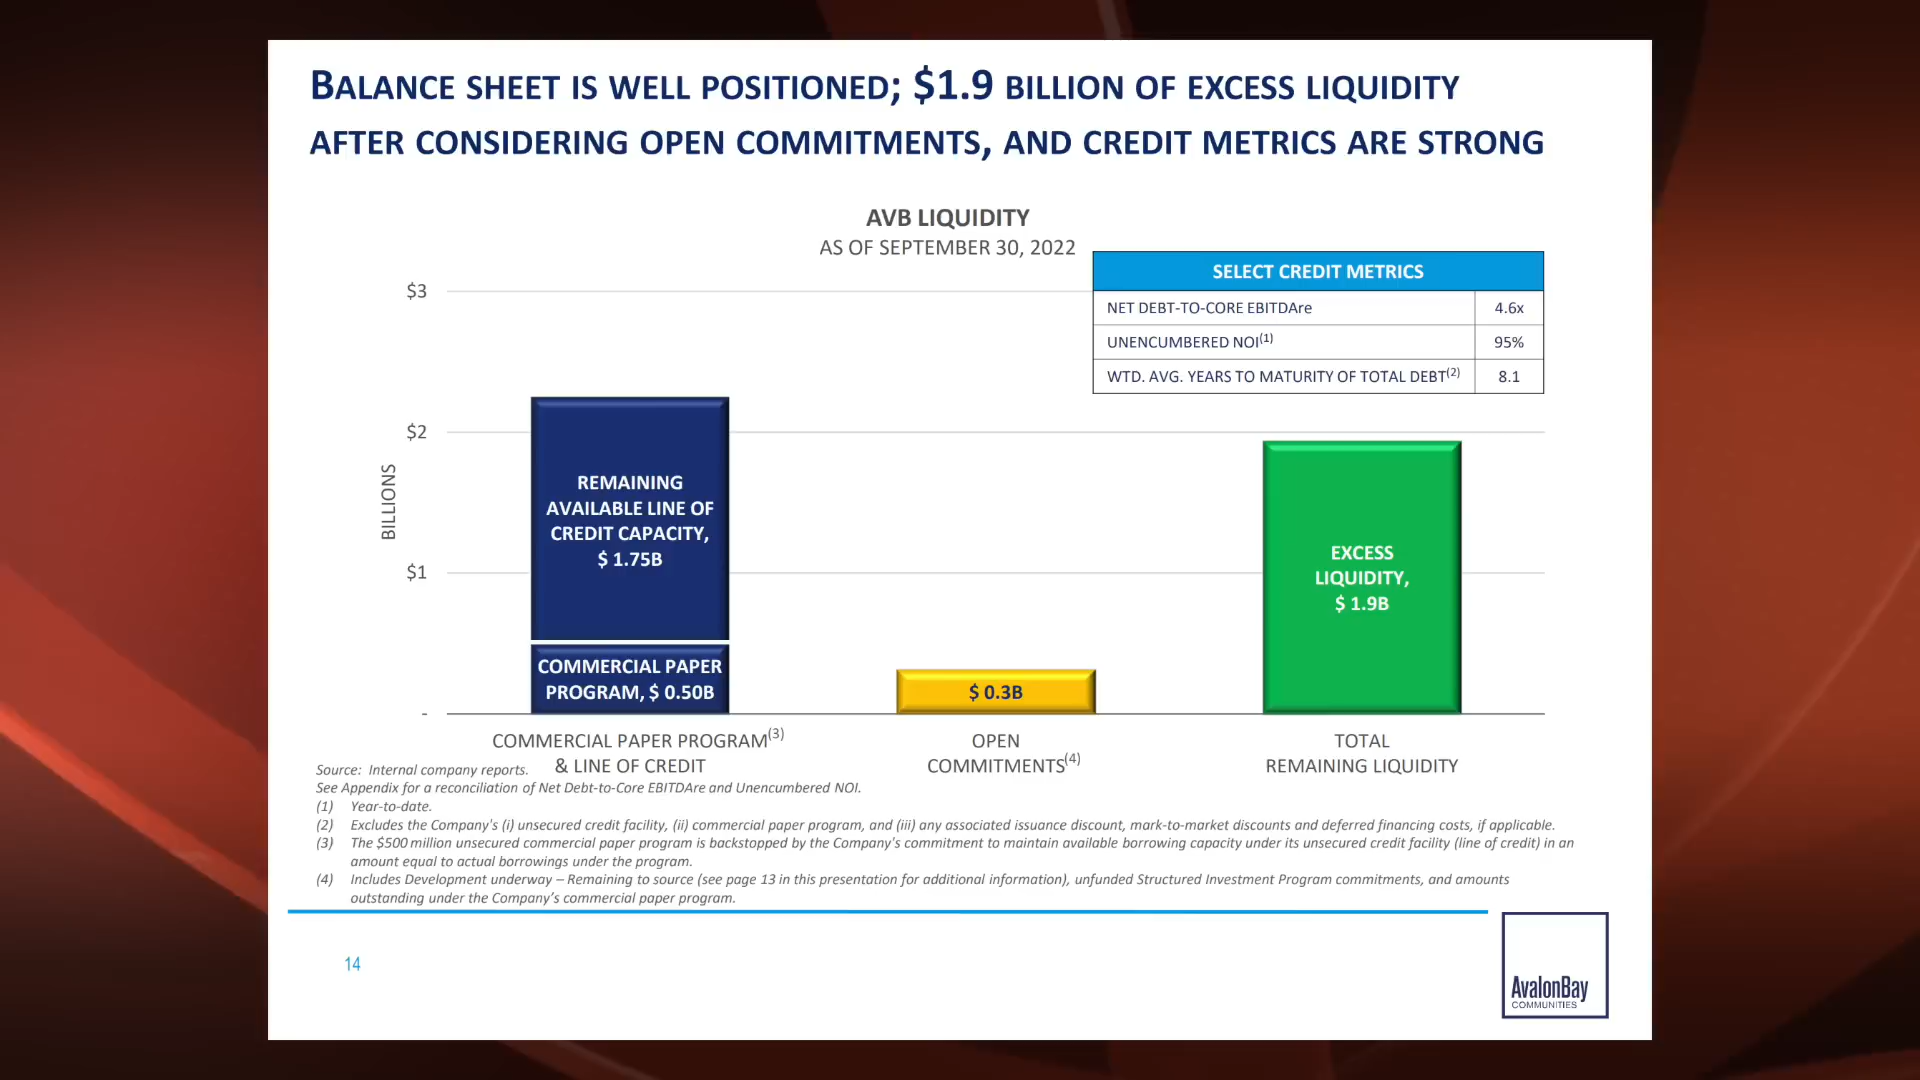 BALANCE SHEET IS WELL POSITIONED; $1.9 BILLION OF EXCESS LIQUIDITY
AFTER CONSIDERING OPEN COMMITMENTS, AND CREDIT METRICS ARE STRONG
AVB LIQUIDITY
AS OF SEPTEMBER 30, 2022
SELECT CREDIT METRICS
NET DEBT-TO-CORE EBITDAre 4.6x
UNENCUMBERED NOI(1) 95%
WTD. AVG. YEARS TO MATURITY OF TOTAL DEBT(2) 8.1
BILLIONS
$3
$2
$1
-
REMAINING
AVAILABLE LINE OF
CREDIT CAPACITY,
$ 1.75B
COMMERCIAL PAPER
PROGRAM, $ 0.50B
$ 0.3B
EXCESS
LIQUIDITY,
$ 1.9B
COMMERCIAL PAPER PROGRAM(3)
& LINE OF CREDIT
OPEN
COMMITMENTS(4)
TOTAL
REMAINING LIQUIDITY
Source: Internal company reports.
See Appendix for a reconciliation of Net Debt-to-Core EBITDAre and Unencumbered NOI.
(1) Year-to-date.
(2) Excludes the Company's (i) unsecured credit facility, (ii) commercial paper program, and (iii) any associated issuance discount, mark-to-market discounts and deferred financing costs, if applicable.
(3) The $500 million unsecured commercial paper program is backstopped by the Company's commitment to maintain available borrowing capacity under its unsecured credit facility (line of credit) in an
amount equal to actual borrowings under the program.
(4) Includes Development underway – Remaining to source (see page 13 in this presentation for additional information), unfunded Structured Investment Program commitments, and amounts
outstanding under the Company's commercial paper program.
14
AvalonBay
COMMUNITIES